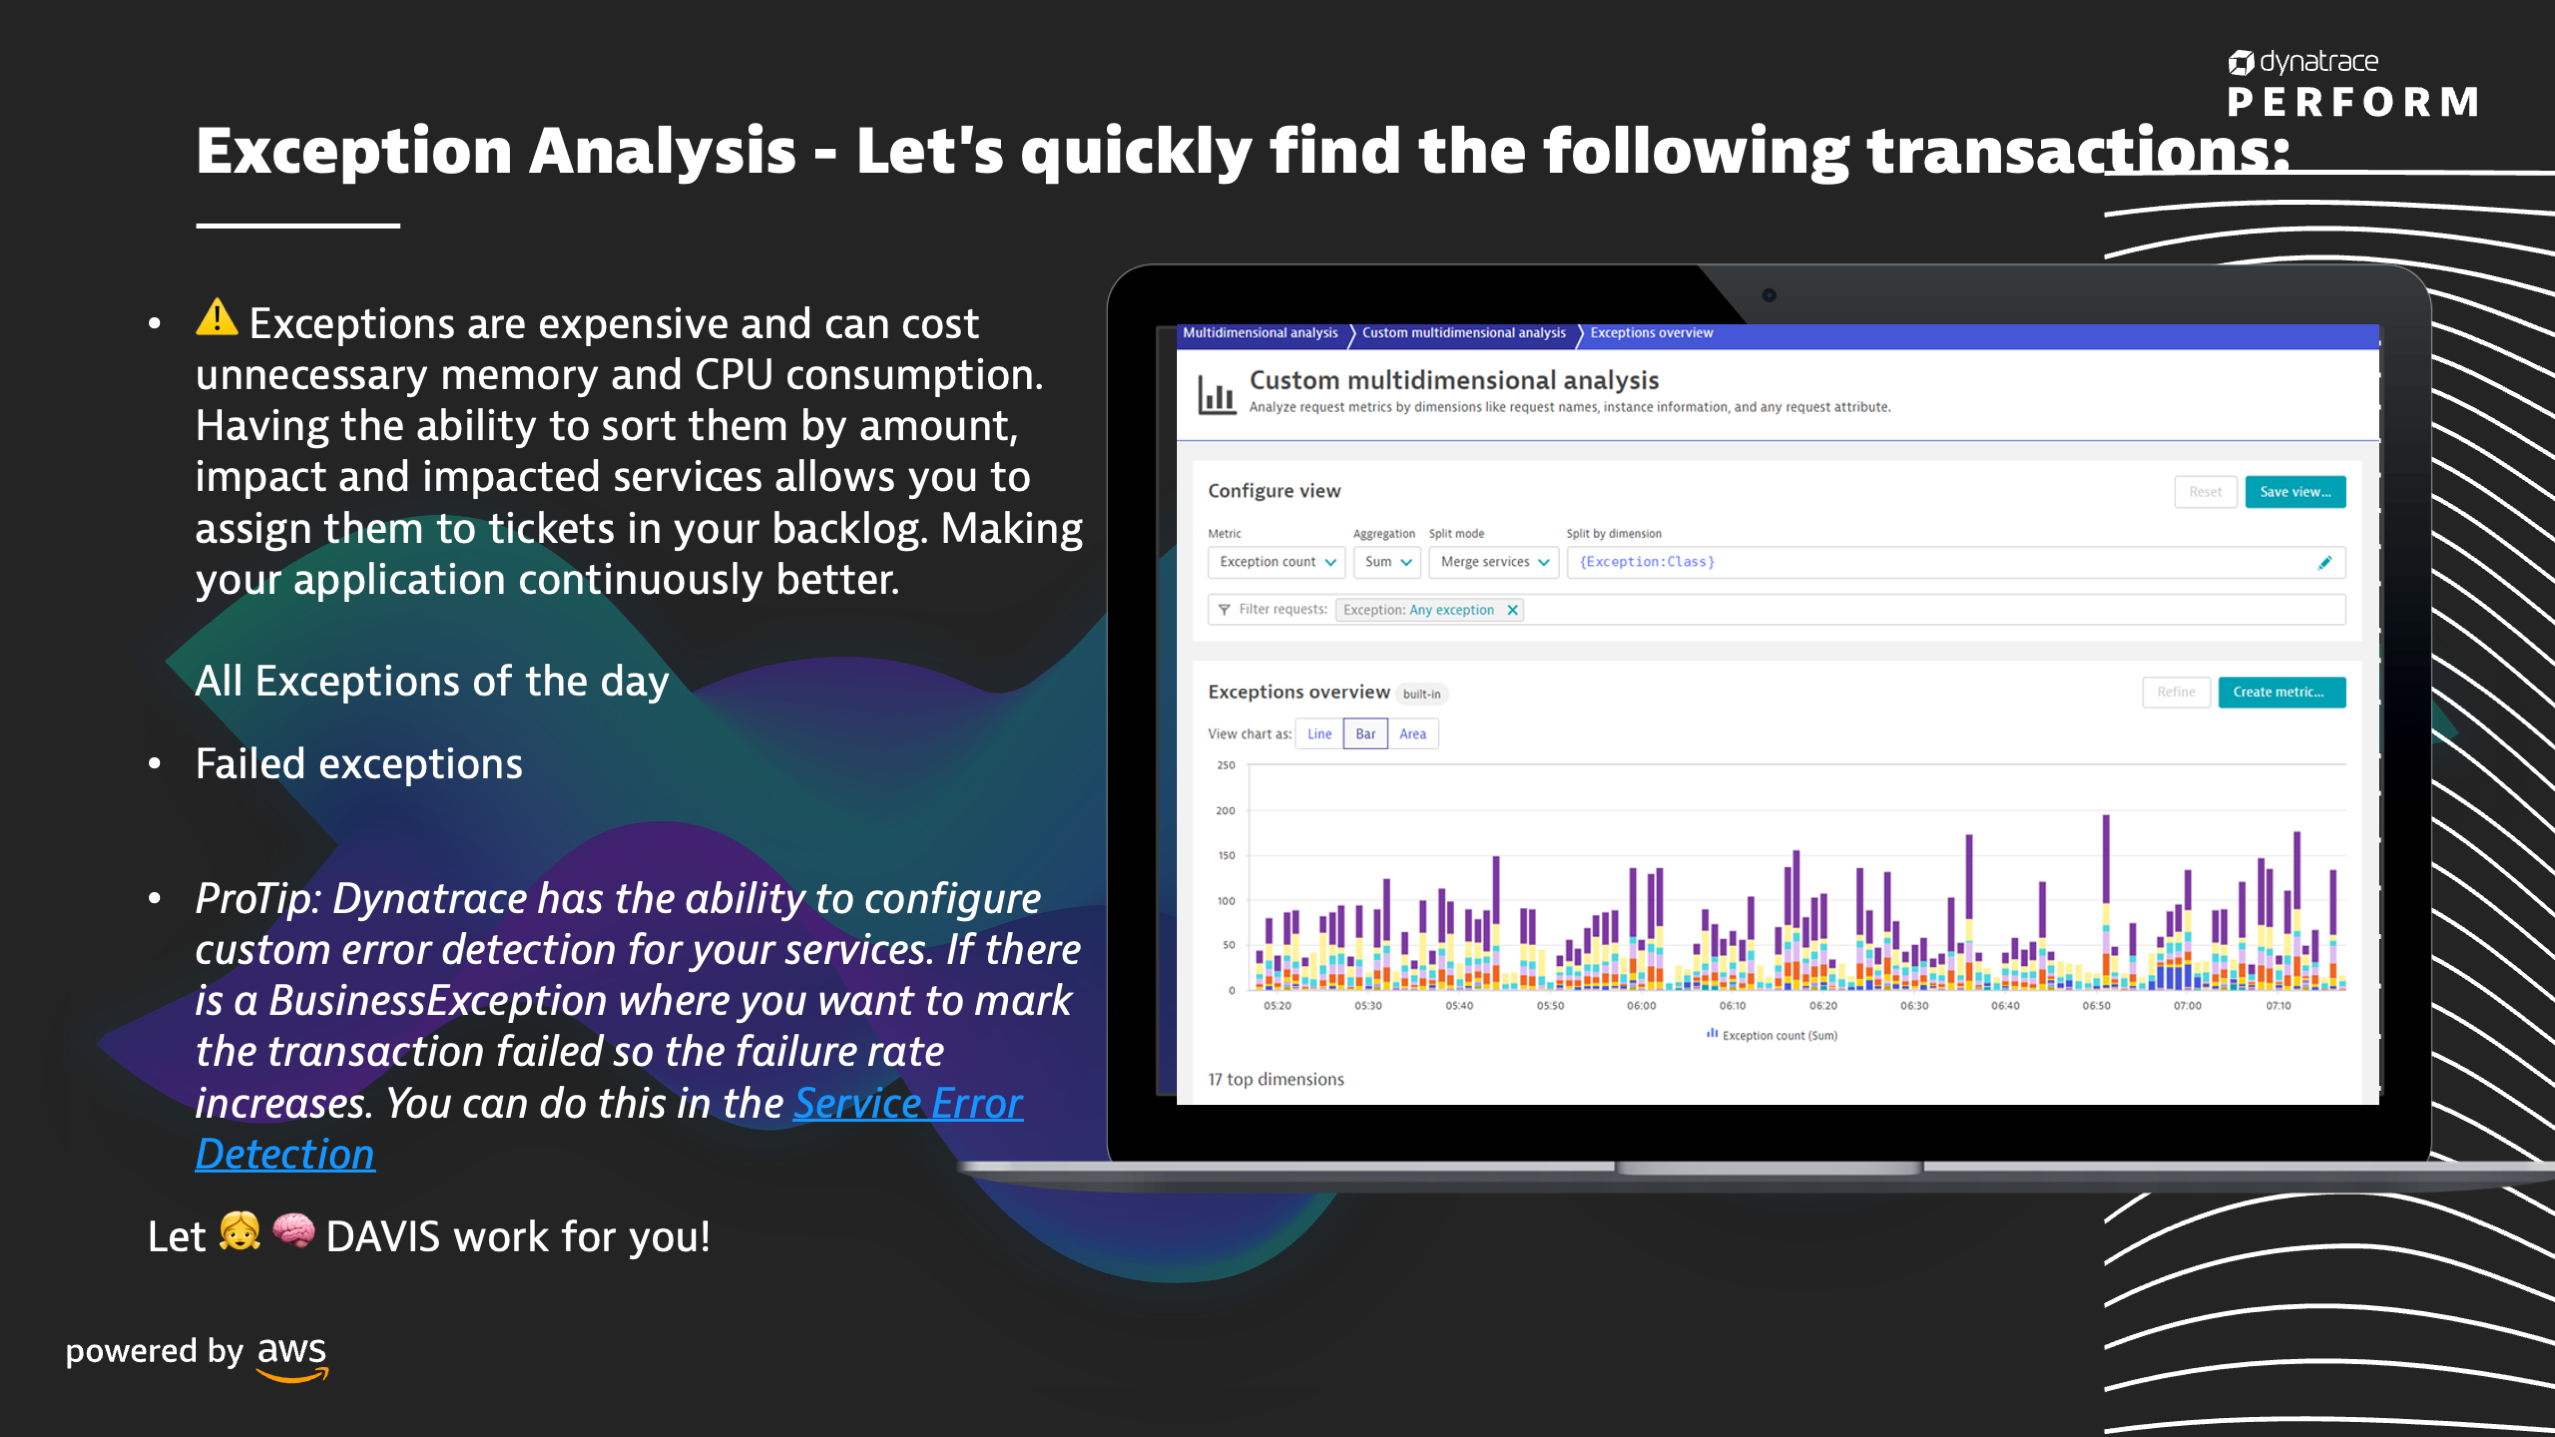 dynatrace
PERFORM
Exception Analysis - Let's quickly find the following transactions:
• ⚠️ Exceptions are expensive and can cost
unnecessary memory and CPU consumption.
Having the ability to sort them by amount,
impact and impacted services allows you to
assign them to tickets in your backlog. Making
your application continuously better.
All Exceptions of the day
• Failed exceptions
• ProTip: Dynatrace has the ability to configure
custom error detection for your services. If there
is a BusinessException where you want to mark
the transaction failed so the failure rate
increases. You can do this in the Service Error
Detection
Let 👧 🧠 DAVIS work for you!
powered by aws
Multidimensional analysis Custom multidimensional analysis Exceptions overview
Custom multidimensional analysis
Analyze request metrics by dimensions like request names, instance information, and any request attribute.
Configure view Reset Save view...
Metric Aggregation Split mode Split by dimension
Exception count Sum Merge services {Exception:Class}
Filter requests: Exception: Any exception ✕
Exceptions overview built-in Refine Create metric...
View chart as: Line Bar Area
250
200
150
100
50
0
05:20 05:30 05:40 05:50 06:00 06:10 06:20 06:30 06:40 06:50 07:00 07:10
Exception count (Sum)
17 top dimensions